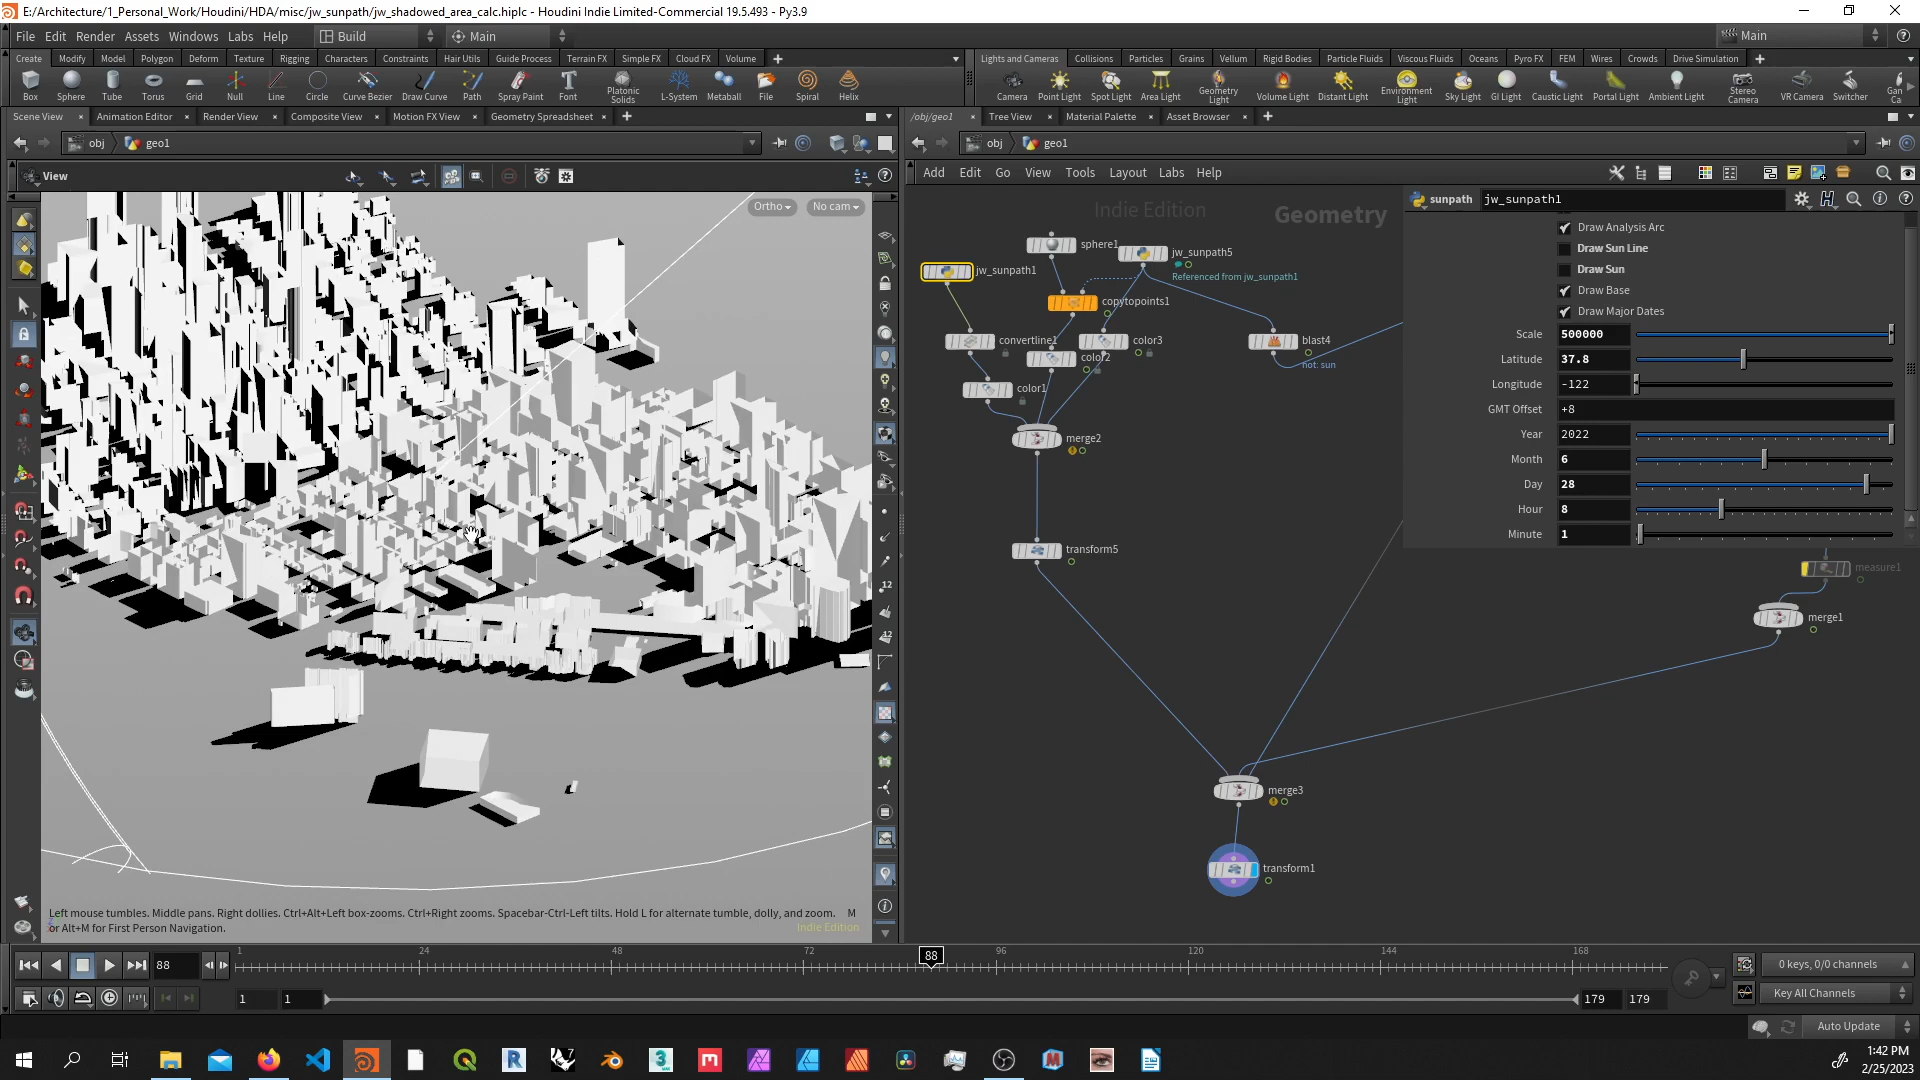 E:/Architecture/1_Personal_Work/Houdini/HDA/misc/jw_sunpath/jw_shadowed_area_calc.hiplc - Houdini Indie Limited-Commercial 19.5.493 - Py3.9
File Edit Render Assets Windows Labs Help Build Main Main
Create Modify Model Polygon Deform Texture Rigging Characters Constraints Hair Utils Guide Process Terrain FX Simple FX Cloud FX Volume
Lights and Cameras Collisions Particles Grains Vellum Rigid Bodies Particle Fluids Viscous Fluids Oceans Pyro FX FEM Wires Crowds Drive Simulation
Box Sphere Tube Torus Grid Null Line Circle Curve Bezier Draw Curve Path Spray Paint Font Platonic Solids L-System Metaball File Spiral Helix
Camera Point Light Spot Light Area Light Geometry Light Volume Light Distant Light Environment Light Sky Light GI Light Caustic Light Portal Light Ambient Light Stereo Camera VR Camera Switcher Gan Ca
Scene View Animation Editor Render View Composite View Motion FX View Geometry Spreadsheet
/obj/geo1 Tree View Material Palette Asset Browser
obj geo1
obj geo1
View
Add Edit Go View Tools Layout Labs Help
Ortho No cam
Indie Edition Geometry
sunpath jw_sunpath1
Draw Analysis Arc
Draw Sun Line
Draw Sun
Draw Base
Draw Major Dates
Scale 500000
Latitude 37.8
Longitude -122
GMT Offset +8
Year 2022
Month 6
Day 28
Hour 8
Minute 1
sphere1
jw_sunpath5
Referenced from jw_sunpath1
jw_sunpath1
copytopoints1
convertline1
color3
color2
color1
blast4
not: sun
merge2
transform5
measure1
merge1
merge3
transform1
12
12
Left mouse tumbles. Middle pans. Right dollies. Ctrl+Alt+Left box-zooms. Ctrl+Right zooms. Spacebar-Ctrl-Left tilts. Hold L for alternate tumble, dolly, and zoom. M
or Alt+M for First Person Navigation.
Indie Edition
88
1 24 48 72 88 96 120 144 168
0 keys, 0/0 channels
1 1 179 179
Key All Channels
Auto Update
1:42 PM
2/25/2023